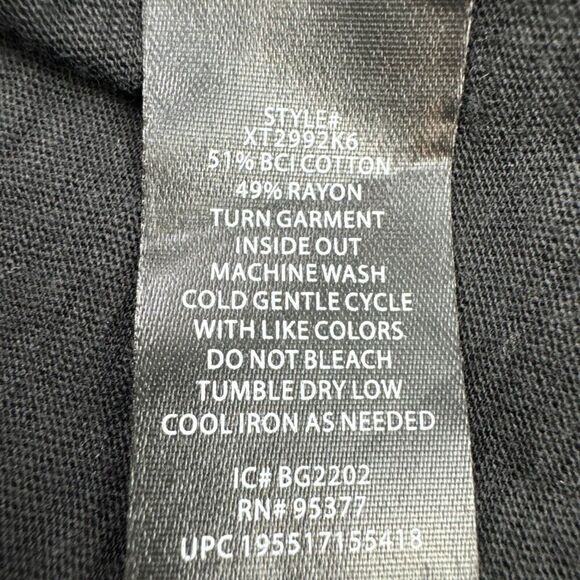 STYLE#
XT2992K6
51% BCI COTTON
49% RAYON
TURN GARMENT
INSIDE OUT
MACHINE WASH
COLD GENTLE CYCLE
WITH LIKE COLORS
DO NOT BLEACH
TUMBLE DRY LOW
COOL IRON AS NEEDED
IC# BG2202
RN# 95377
UPC 195517155418